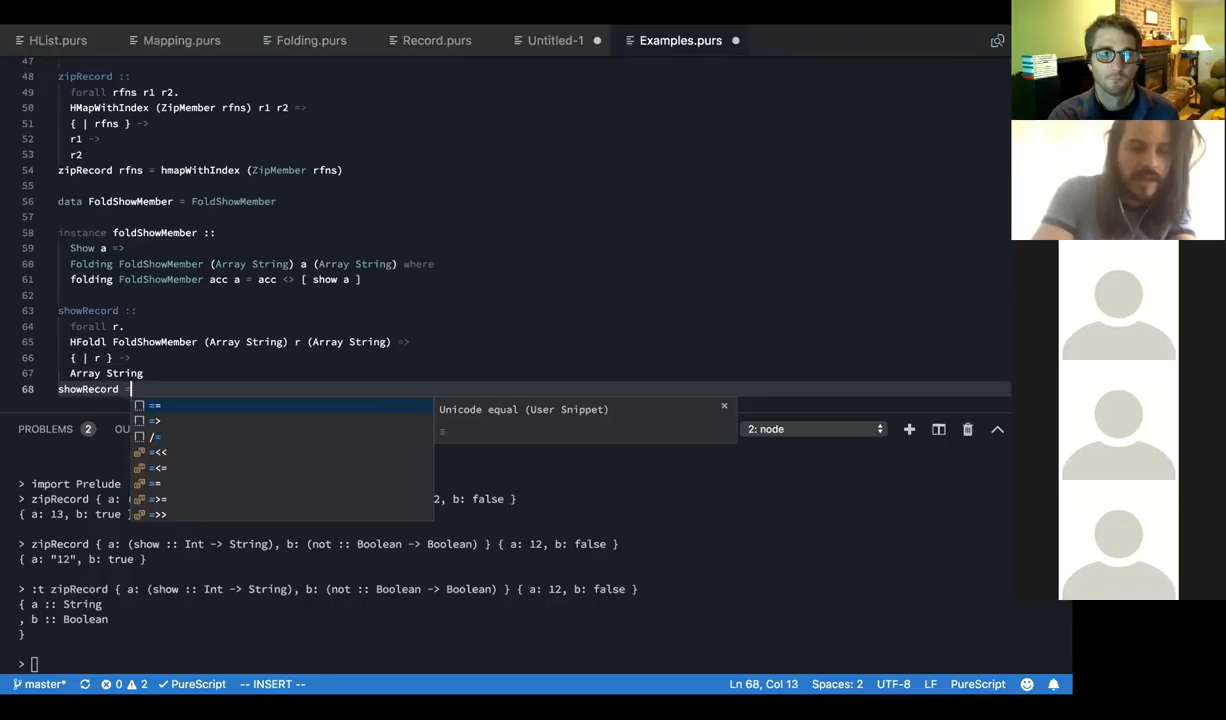 HList.purs Mapping.purs Folding.purs Record.purs Untitled-1 Examples.purs
47
48 zipRecord ::
49 forall rfns r1 r2.
50 HMapWithIndex (ZipMember rfns) r1 r2 =>
51 { | rfns } ->
52 r1 ->
53 r2
54 zipRecord rfns = hmapWithIndex (ZipMember rfns)
55
56 data FoldShowMember = FoldShowMember
57
58 instance foldShowMember ::
59 Show a =>
60 Folding FoldShowMember (Array String) a (Array String) where
61 folding FoldShowMember acc a = acc <> [ show a ]
62
63 showRecord ::
64 forall r.
65 HFoldl FoldShowMember (Array String) r (Array String) =>
66 { | r } ->
67 Array String
68 showRecord =
== Unicode equal (User Snippet)
=>
/=
=<<
=<=
==
=>=
=>>
PROBLEMS 2 OU 2: node
> import Prelude
> zipRecord { a: ( 2, b: false }
{ a: 13, b: true
> zipRecord { a: (show :: Int -> String), b: (not :: Boolean -> Boolean) } { a: 12, b: false }
{ a: "12", b: true }
> :t zipRecord { a: (show :: Int -> String), b: (not :: Boolean -> Boolean) } { a: 12, b: false }
{ a :: String
, b :: Boolean
}
>
master* 0 2 PureScript -- INSERT -- Ln 68, Col 13 Spaces: 2 UTF-8 LF PureScript